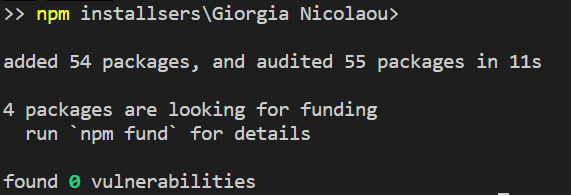 >> npm installsers\Giorgia Nicolaou>
added 54 packages, and audited 55 packages in 11s
4 packages are looking for funding
run `npm fund` for details
found 0 vulnerabilities